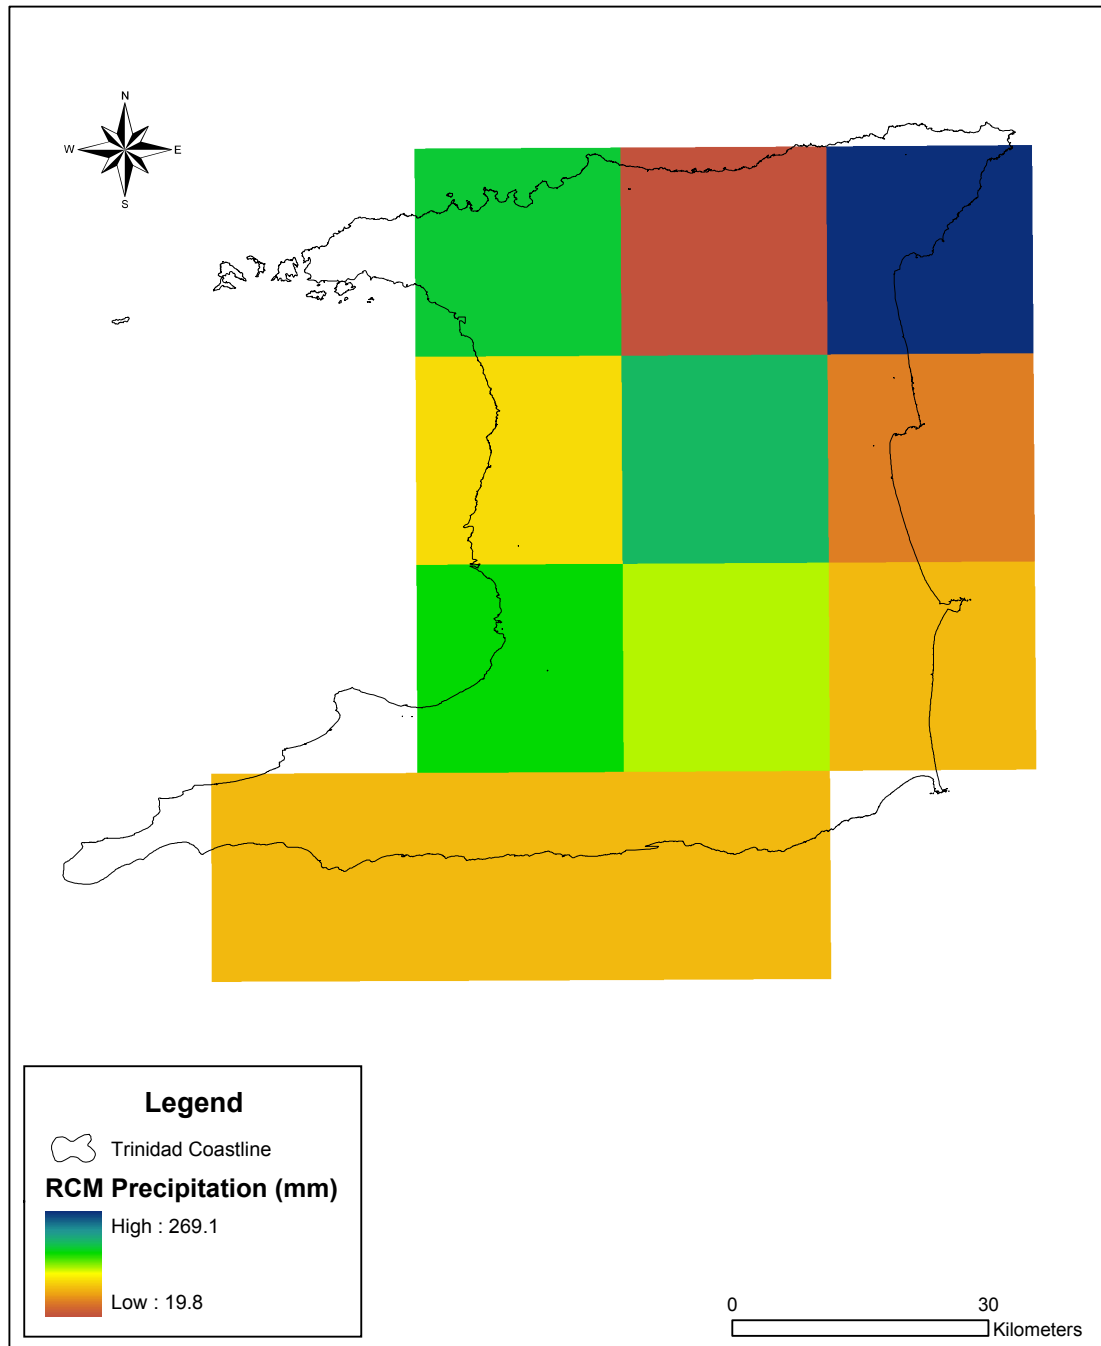 N
W E
S
Legend
Trinidad Coastline
RCM Precipitation (mm)
High : 269.1
Low : 19.8
0 30
Kilometers